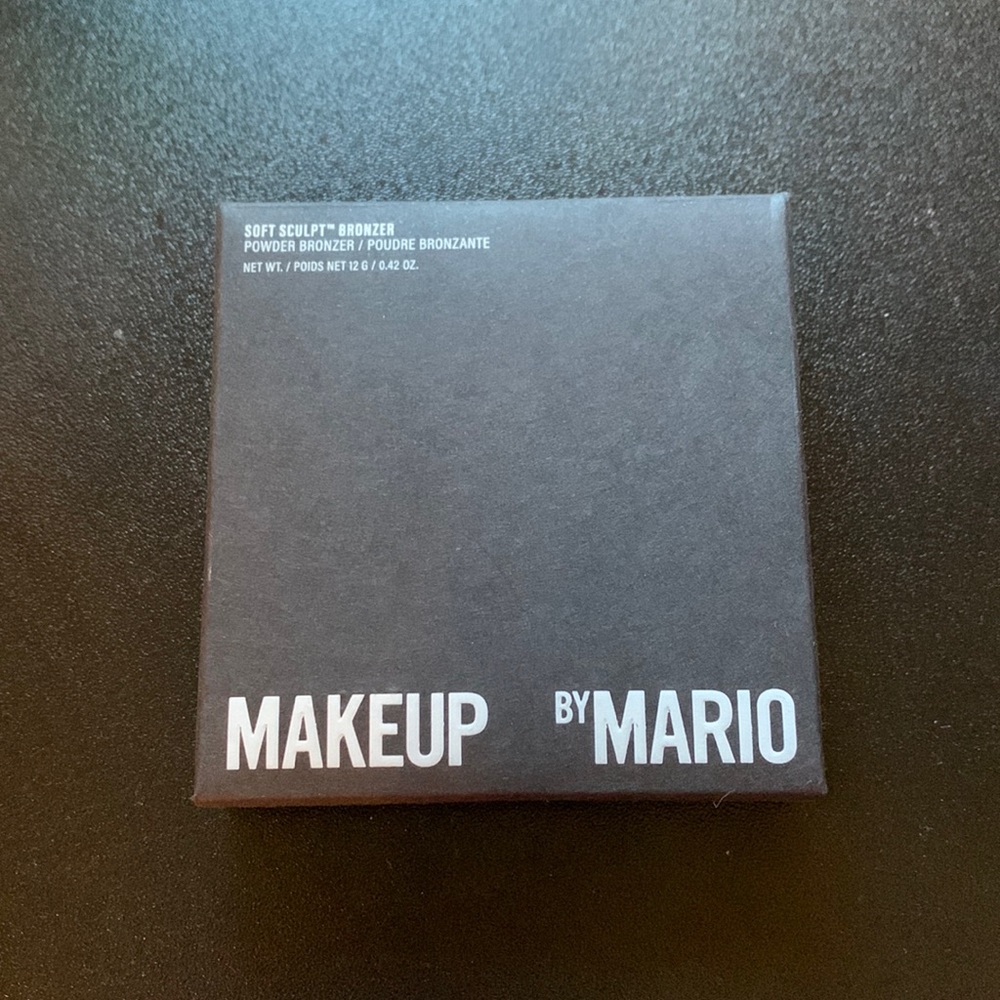 SOFT SCULPT™ BRONZER
POWDER BRONZER / POUDRE BRONZANTE
NET WT. / POIDS NET 12 G / 0.42 OZ.
MAKEUP BY MARIO